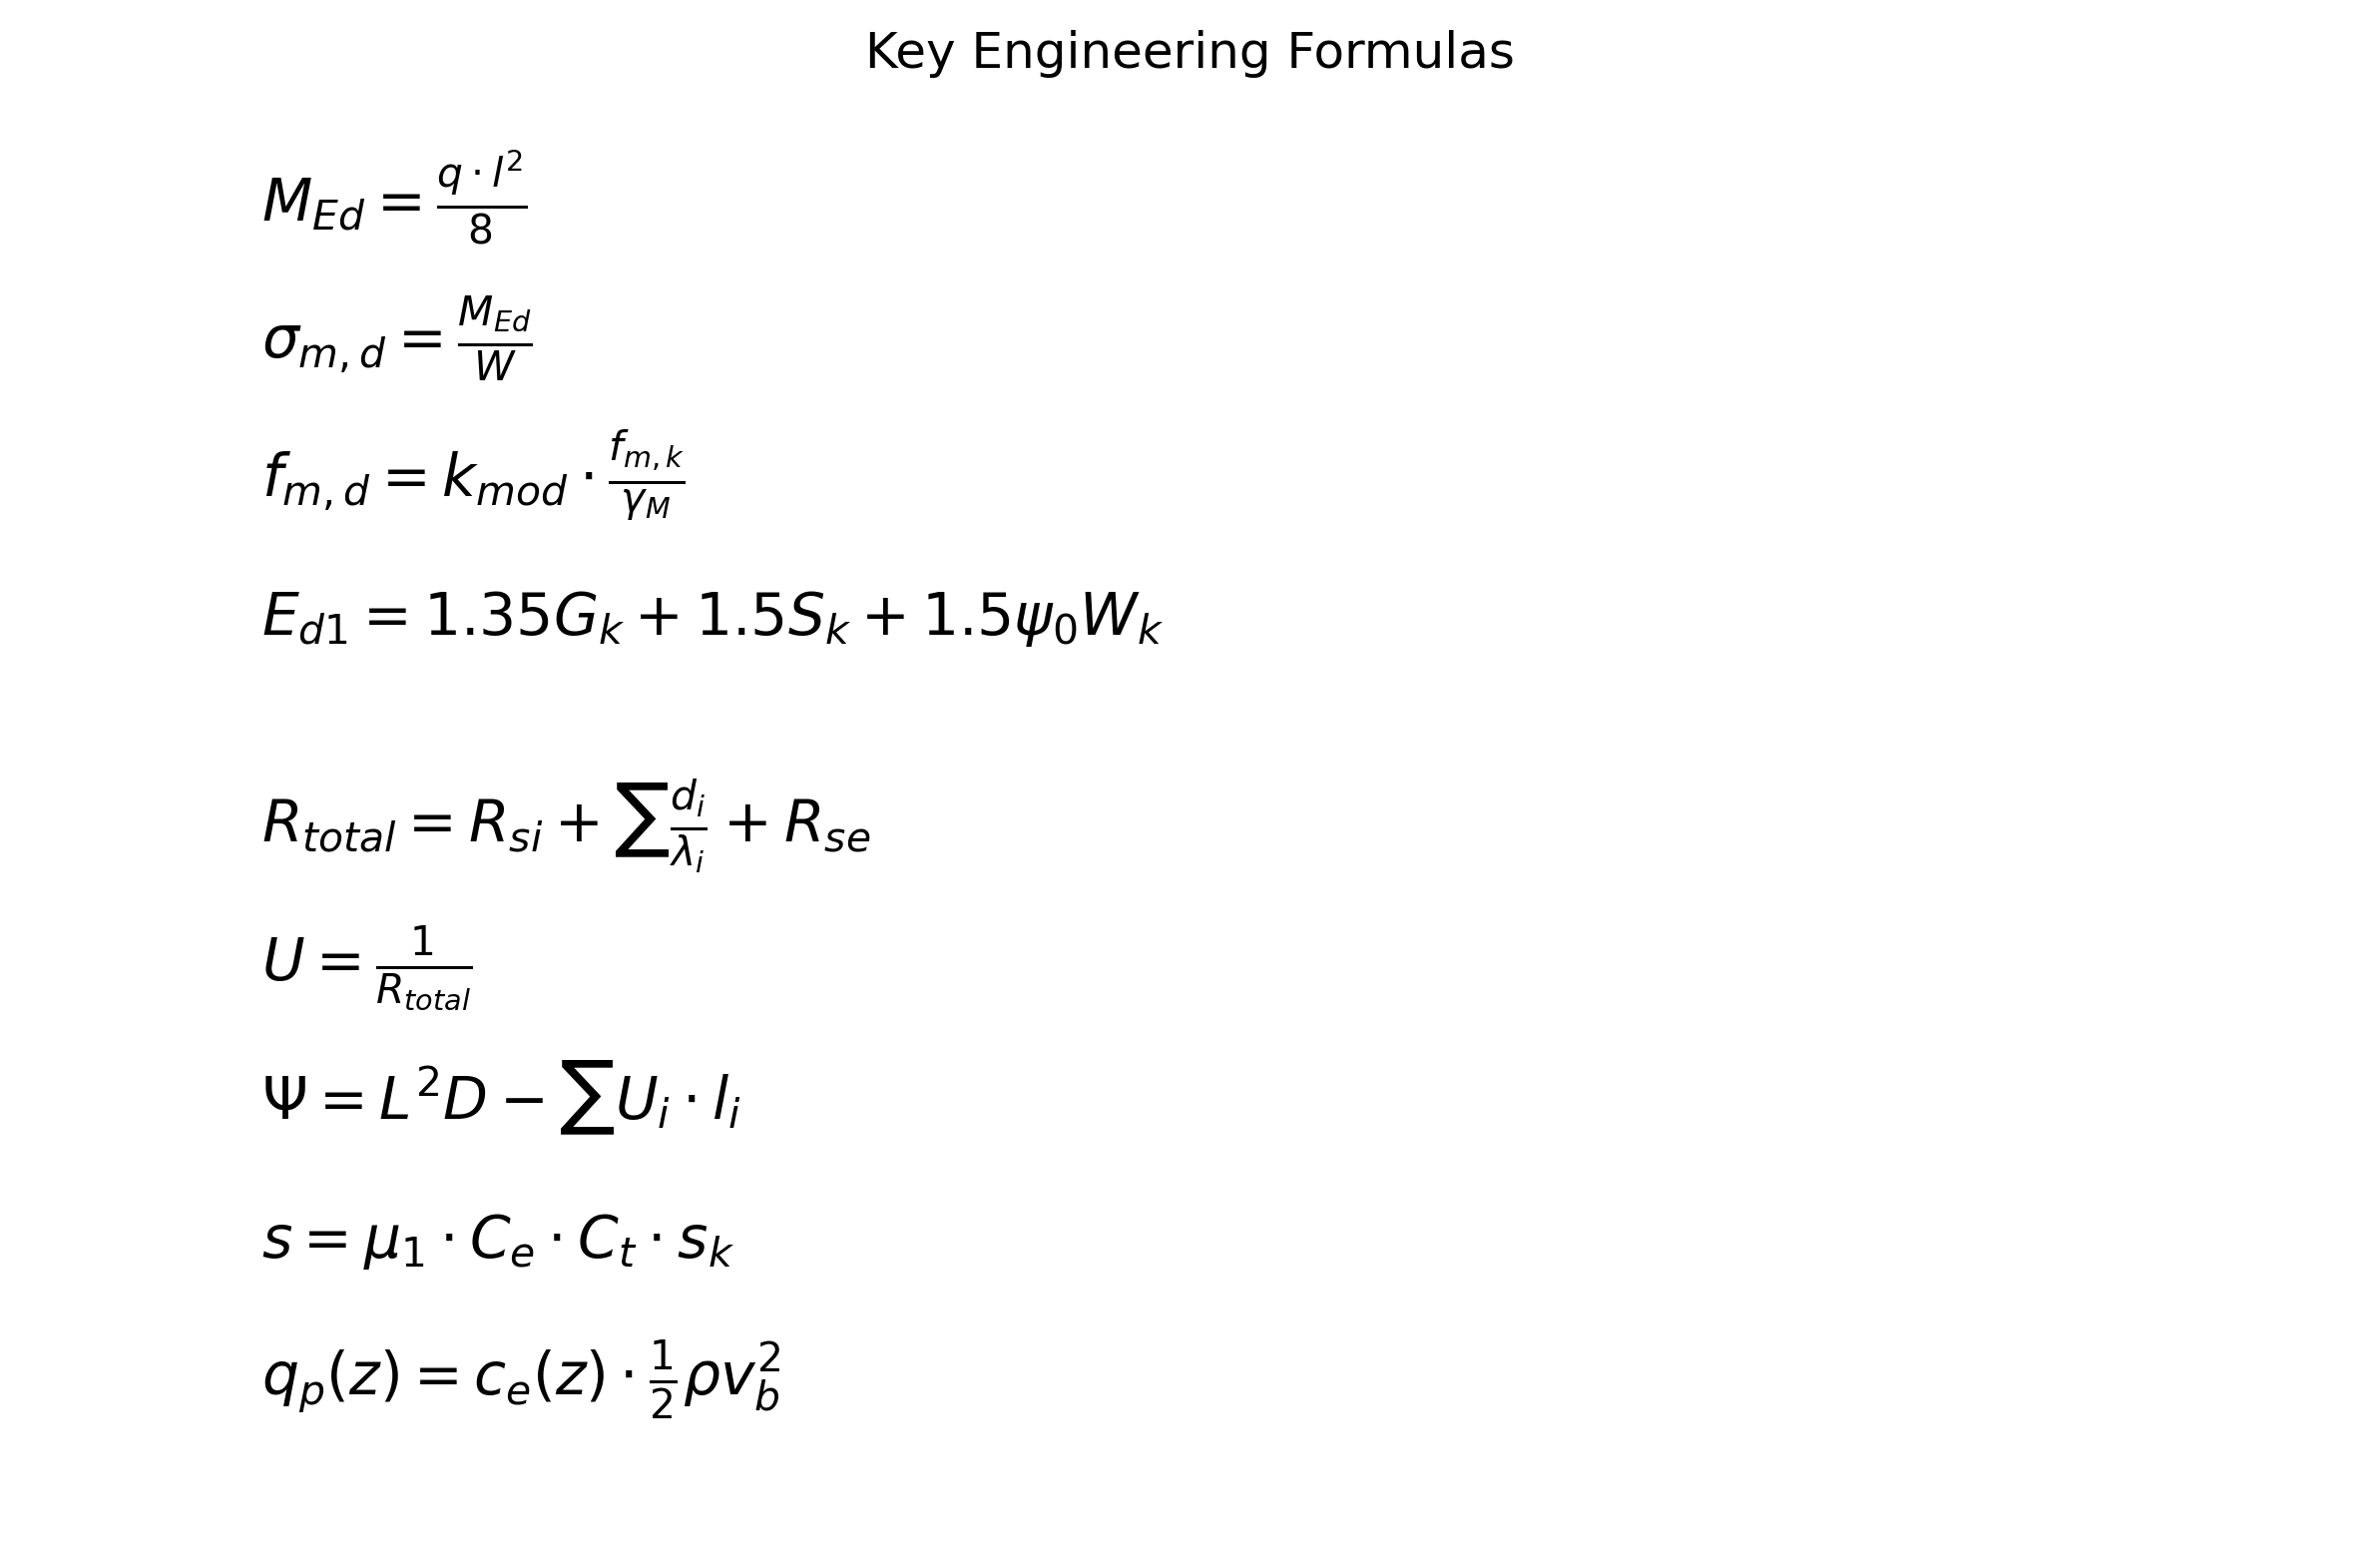 Key Engineering Formulas
$M_{Ed} = \frac{q \cdot l^2}{8}$
$\sigma_{m,d} = \frac{M_{Ed}}{W}$
$f_{m,d} = k_{mod} \cdot \frac{f_{m,k}}{\gamma_M}$
$E_{d1} = 1.35G_k + 1.5S_k + 1.5\psi_0 W_k$
$R_{total} = R_{si} + \sum \frac{d_i}{\lambda_i} + R_{se}$
$U = \frac{1}{R_{total}}$
$\Psi = L^2D - \sum U_i \cdot l_i$
$s = \mu_1 \cdot C_e \cdot C_t \cdot s_k$
$q_p(z) = c_e(z) \cdot \frac{1}{2} \rho v_b^2$